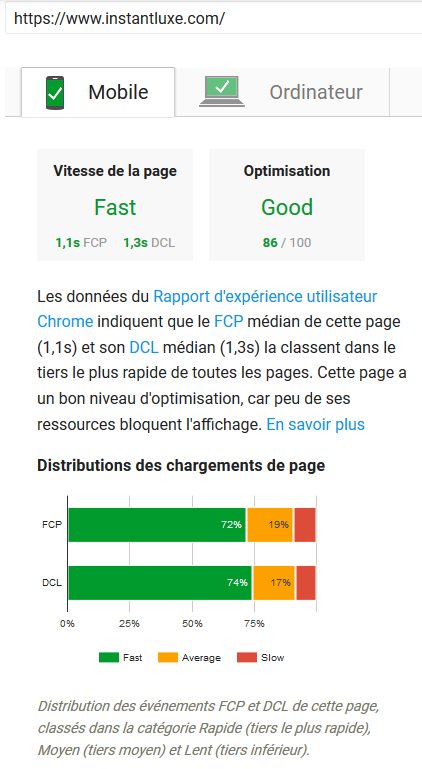 https://www.instantluxe.com/
Mobile
Ordinateur
Vitesse de la page
Fast
1,1s FCP 1,3s DCL
Optimisation
Good
86 / 100
Les données du Rapport d'expérience utilisateur
Chrome indiquent que le FCP médian de cette page
(1,1s) et son DCL médian (1,3s) la classent dans le
tiers le plus rapide de toutes les pages. Cette page a
un bon niveau d'optimisation, car peu de ses
ressources bloquent l'affichage. En savoir plus
Distributions des chargements de page
FCP 72% 19%
DCL 74% 17%
0% 25% 50% 75%
Fast Average Slow
Distribution des événements FCP et DCL de cette page,
classés dans la catégorie Rapide (tiers le plus rapide),
Moyen (tiers moyen) et Lent (tiers inférieur).